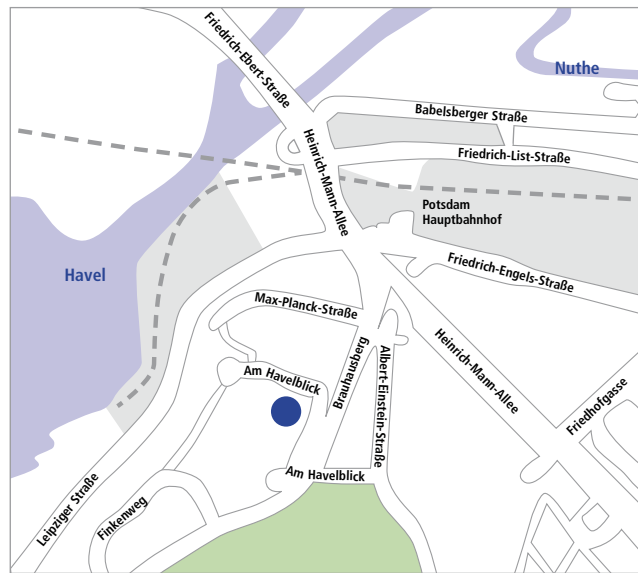 Friedrich-Ebert-Straße
Nuthe
Babelsberger Straße
Heinrich-Mann-Allee
Friedrich-List-Straße
Potsdam
Hauptbahnhof
Havel
Friedrich-Engels-Straße
Max-Planck-Straße
Heinrich-Mann-Allee
Am Havelblick
Brauhausberg
Albert-Einstein-Straße
Friedhofgasse
Am Havelblick
Leipziger Straße
Finkenweg